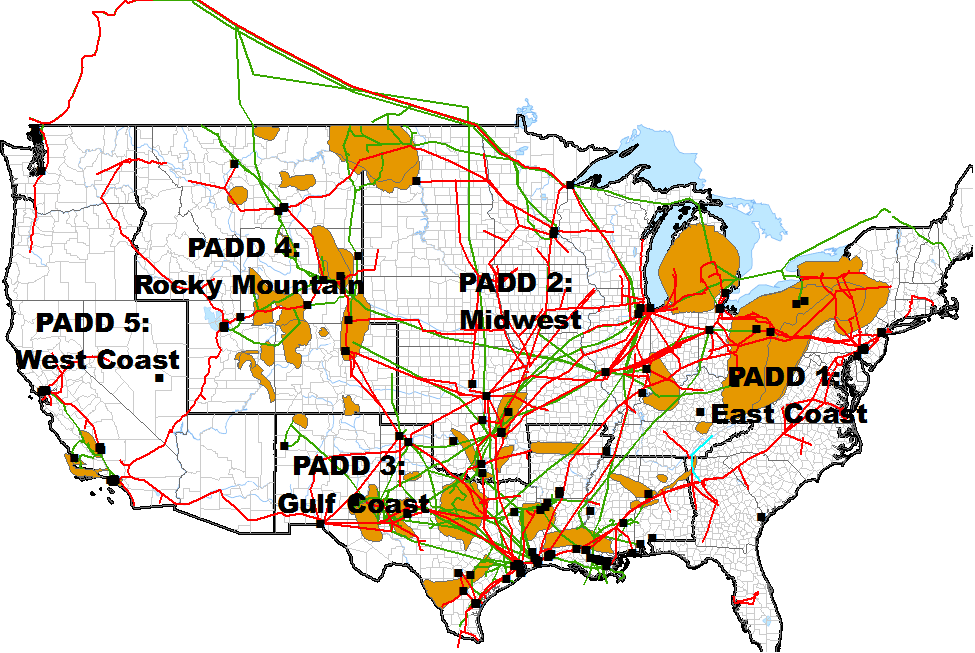 PADD 4:
Rocky Mountain
PADD 2:
Midwest
PADD 5:
West Coast
PADD 1:
East Coast
PADD 3:
Gulf Coast